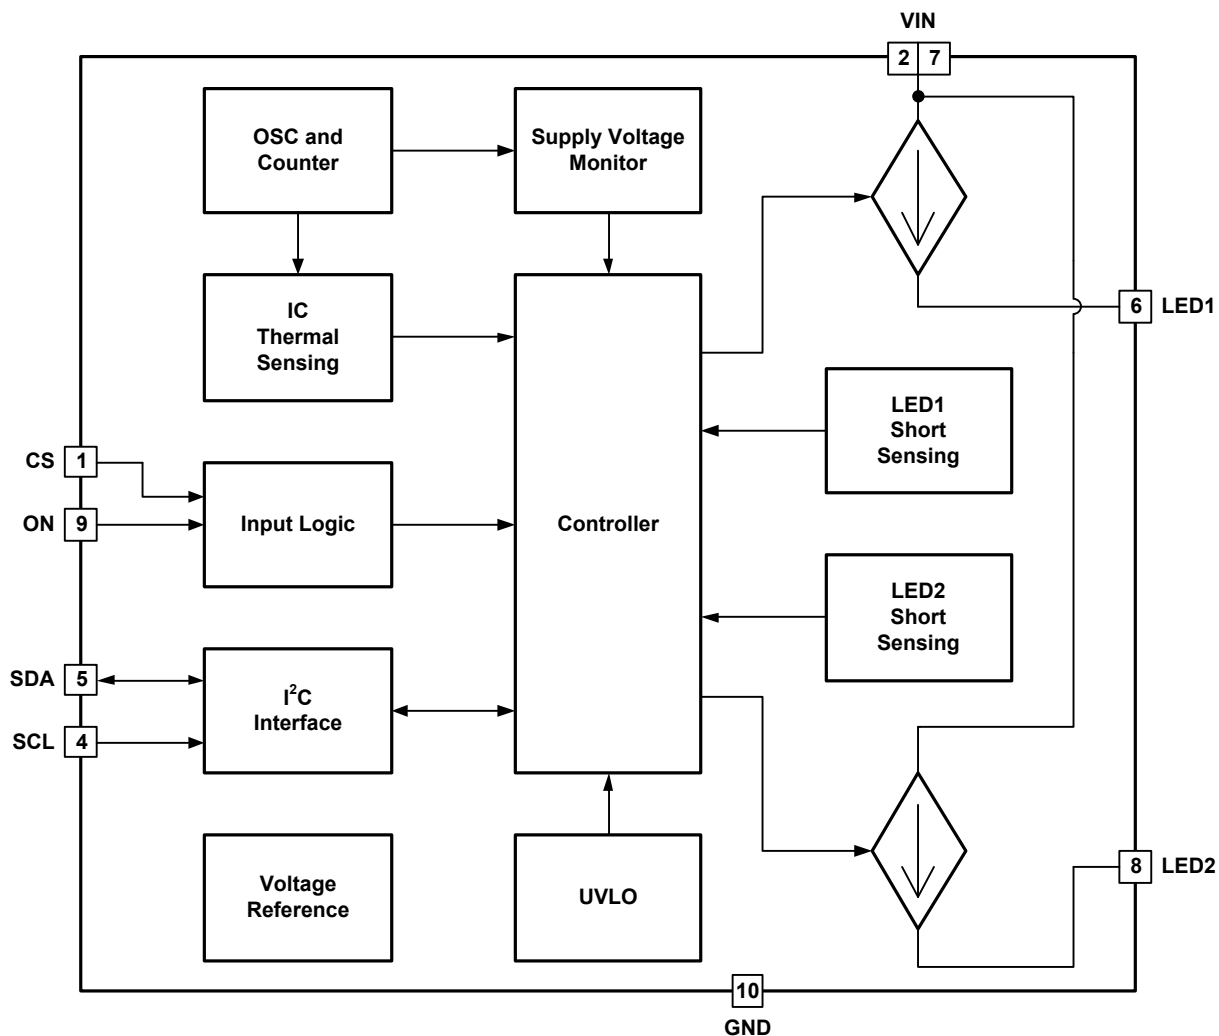 VIN
2 7
OSC and
Counter
Supply Voltage
Monitor
IC
Thermal
Sensing
6 LED1
LED1
Short
Sensing
CS 1
ON 9
Input Logic
Controller
LED2
Short
Sensing
SDA 5
I²C
Interface
SCL 4
Voltage
Reference
UVLO
8 LED2
10
GND